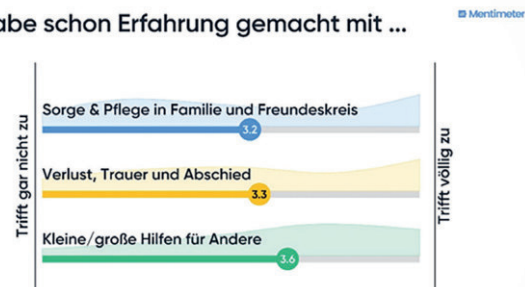 abe schon Erfahrung gemacht mit ...
Mentimeter
Trifft gar nicht zu
Sorge & Pflege in Familie und Freundeskreis
3.2
Verlust, Trauer und Abschied
3.3
Kleine/große Hilfen für Andere
3.6
Trifft völlig zu